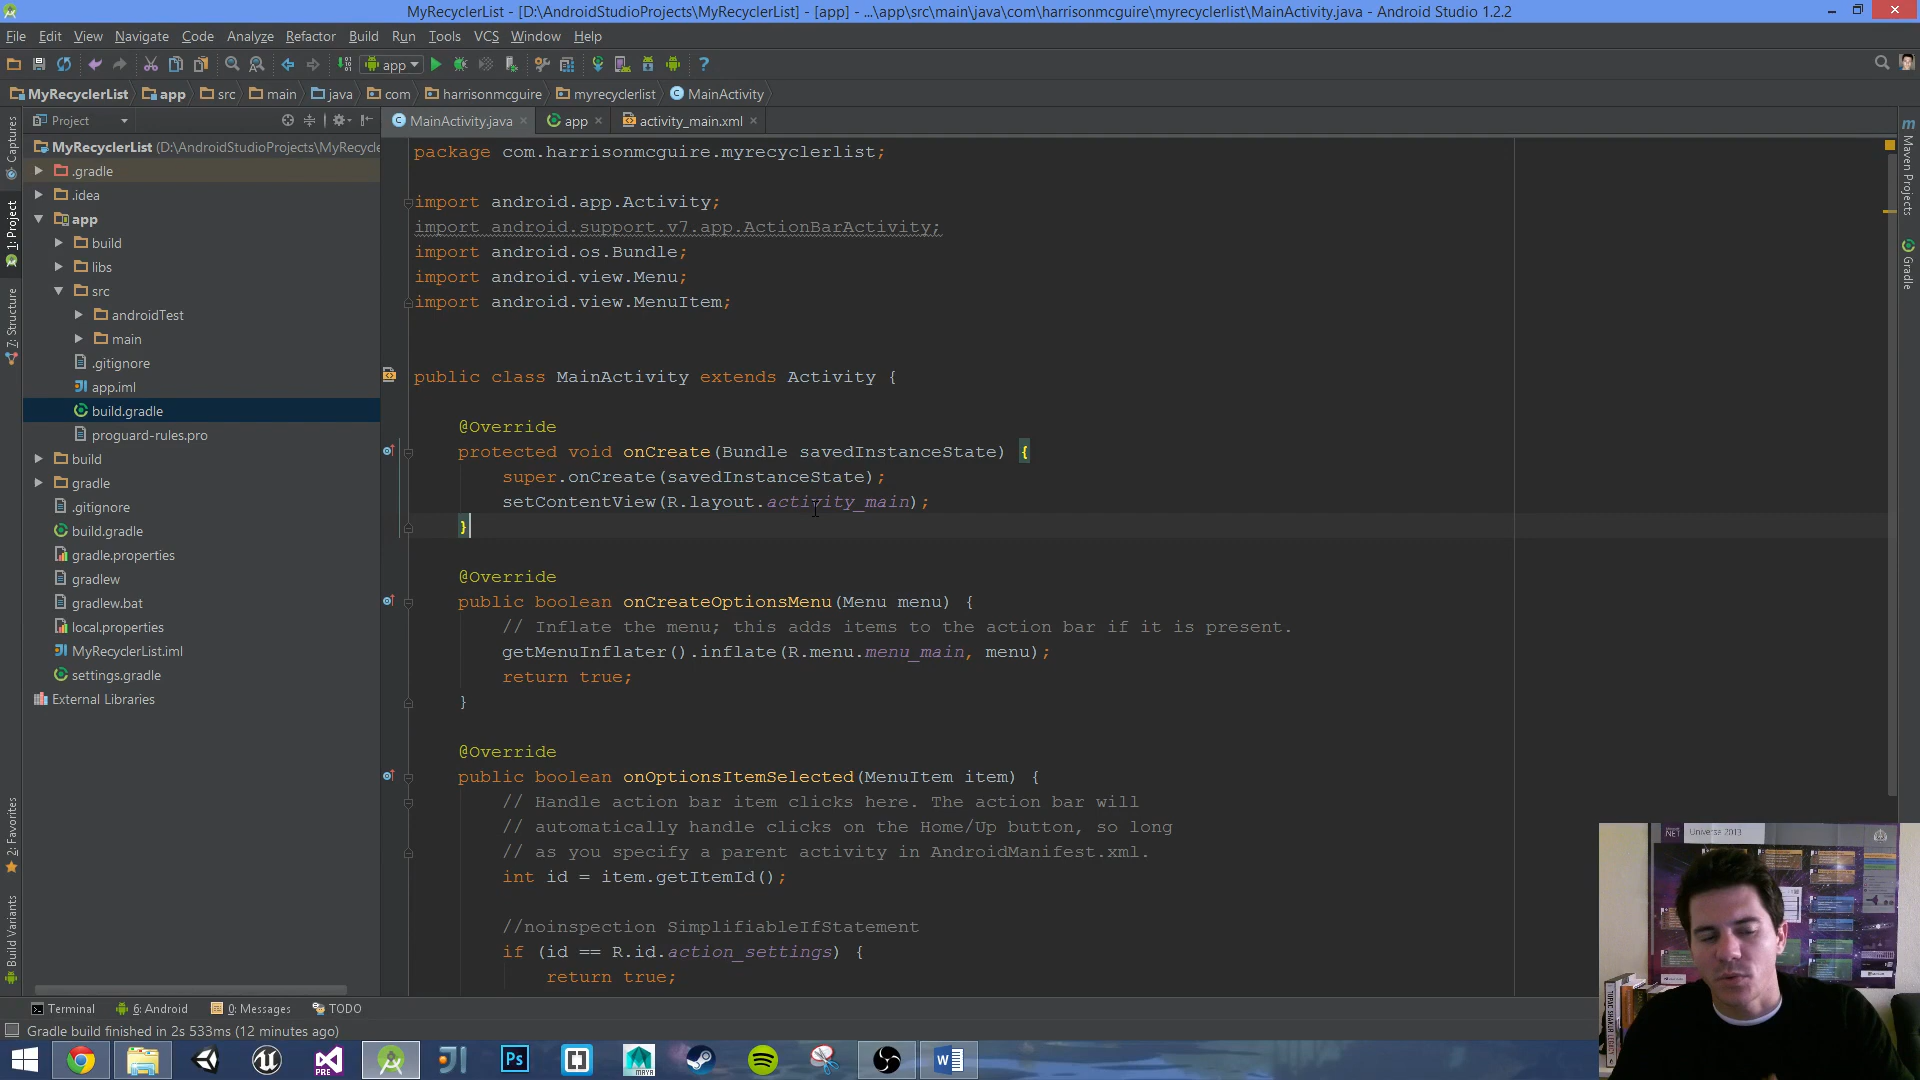 MyRecyclerList - [D:\AndroidStudioProjects\MyRecyclerList] - [app] - ...\app\src\main\java\com\harrisonmcguire\myrecyclerlist\MainActivity.java - Android Studio 1.2.2
File Edit View Navigate Code Analyze Refactor Build Run Tools VCS Window Help
app
MyRecyclerList app src main java com harrisonmcguire myrecyclerlist MainActivity
Project
MainActivity.java app activity_main.xml
Captures
1: Project
7: Structure
2: Favorites
Build Variants
MyRecyclerList (D:\AndroidStudioProjects\MyRecycle
.gradle
.idea
app
build
libs
src
androidTest
main
.gitignore
app.iml
build.gradle
proguard-rules.pro
build
gradle
.gitignore
build.gradle
gradle.properties
gradlew
gradlew.bat
local.properties
MyRecyclerList.iml
settings.gradle
External Libraries
package com.harrisonmcguire.myrecyclerlist;
import android.app.Activity;
import android.support.v7.app.ActionBarActivity;
import android.os.Bundle;
import android.view.Menu;
import android.view.MenuItem;
public class MainActivity extends Activity {
@Override
protected void onCreate(Bundle savedInstanceState) {
super.onCreate(savedInstanceState);
setContentView(R.layout.activity_main);
}
@Override
public boolean onCreateOptionsMenu(Menu menu) {
// Inflate the menu; this adds items to the action bar if it is present.
getMenuInflater().inflate(R.menu.menu_main, menu);
return true;
}
@Override
public boolean onOptionsItemSelected(MenuItem item) {
// Handle action bar item clicks here. The action bar will
// automatically handle clicks on the Home/Up button, so long
// as you specify a parent activity in AndroidManifest.xml.
int id = item.getItemId();
//noinspection SimplifiableIfStatement
if (id == R.id.action_settings) {
return true;
m
Maven Projects
Gradle
.NET Universe 2013
Terminal 6: Android 0: Messages TODO
Gradle build finished in 2s 533ms (12 minutes ago)
PRE
Ps
MAYA